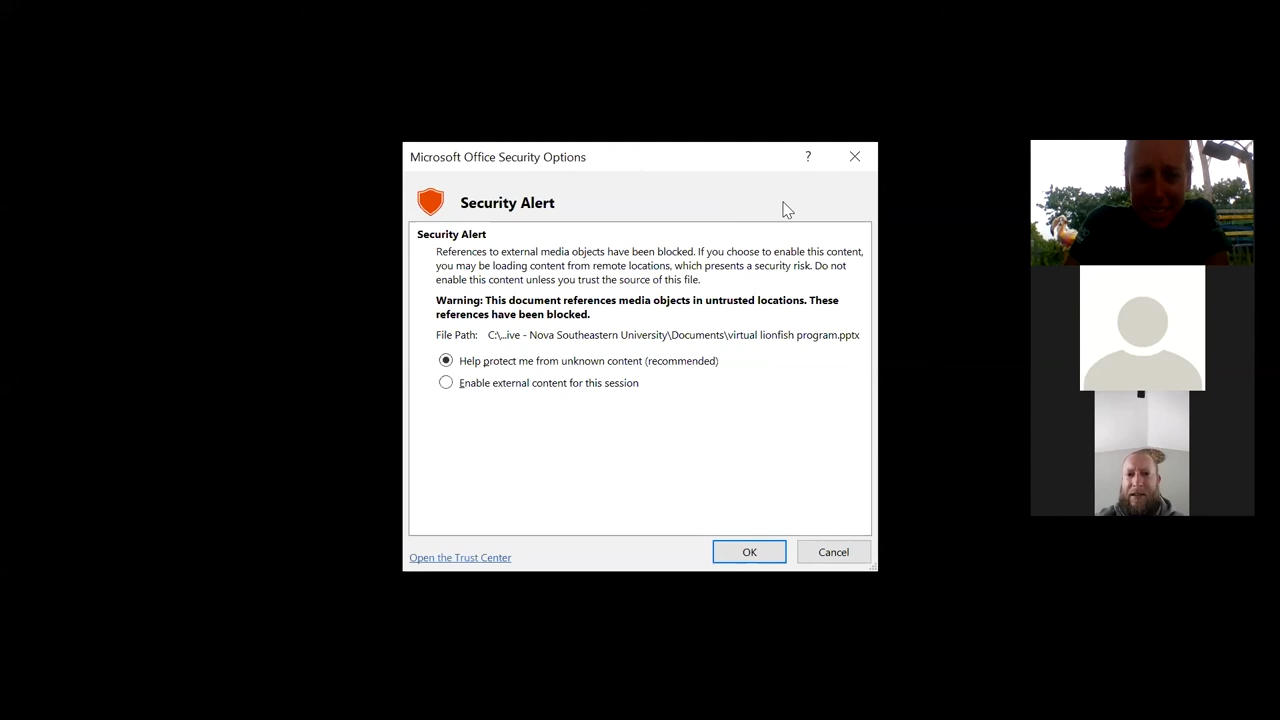 Microsoft Office Security Options
?
Security Alert
Security Alert
References to external media objects have been blocked. If you choose to enable this content,
you may be loading content from remote locations, which presents a security risk. Do not
enable this content unless you trust the source of this file.
Warning: This document references media objects in untrusted locations. These
references have been blocked.
File Path: C:\...ive - Nova Southeastern University\Documents\virtual lionfish program.pptx
Help protect me from unknown content (recommended)
Enable external content for this session
Open the Trust Center
OK
Cancel